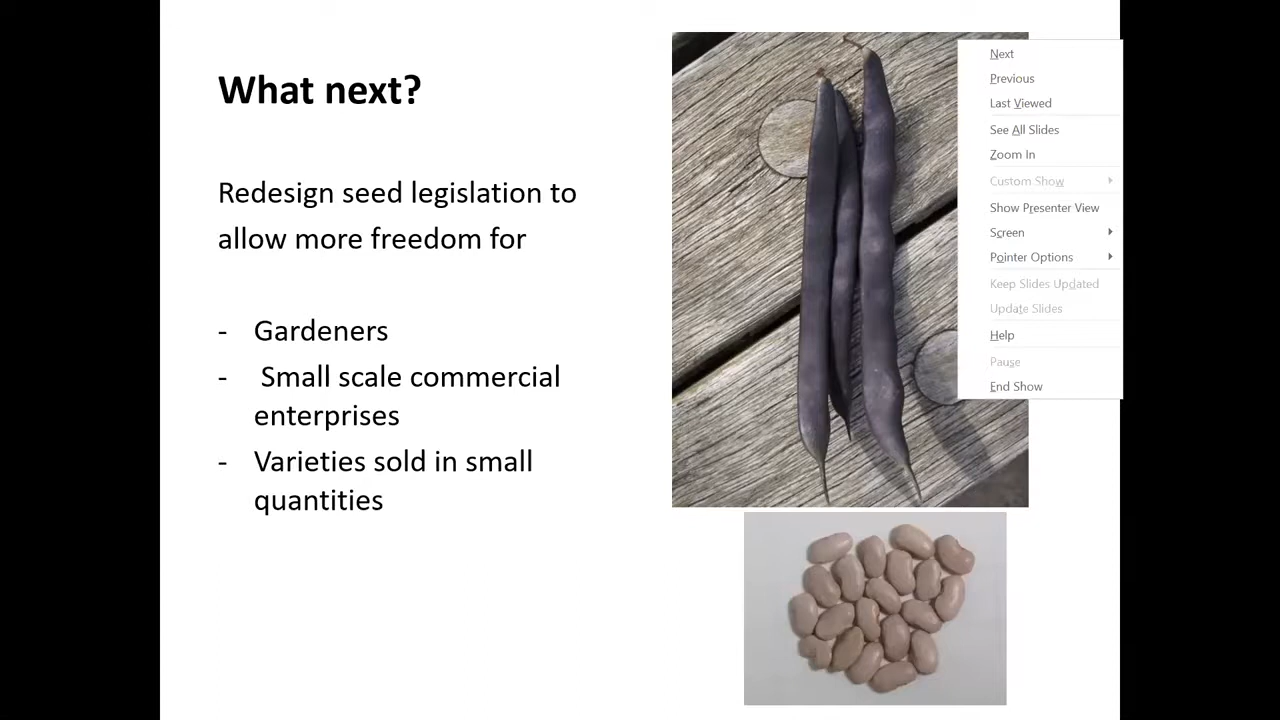 What next?
Redesign seed legislation to
allow more freedom for
- Gardeners
- Small scale commercial
enterprises
- Varieties sold in small
quantities
Next
Previous
Last Viewed
See All Slides
Zoom In
Custom Show
Show Presenter View
Screen
Pointer Options
Keep Slides Updated
Update Slides
Help
Pause
End Show